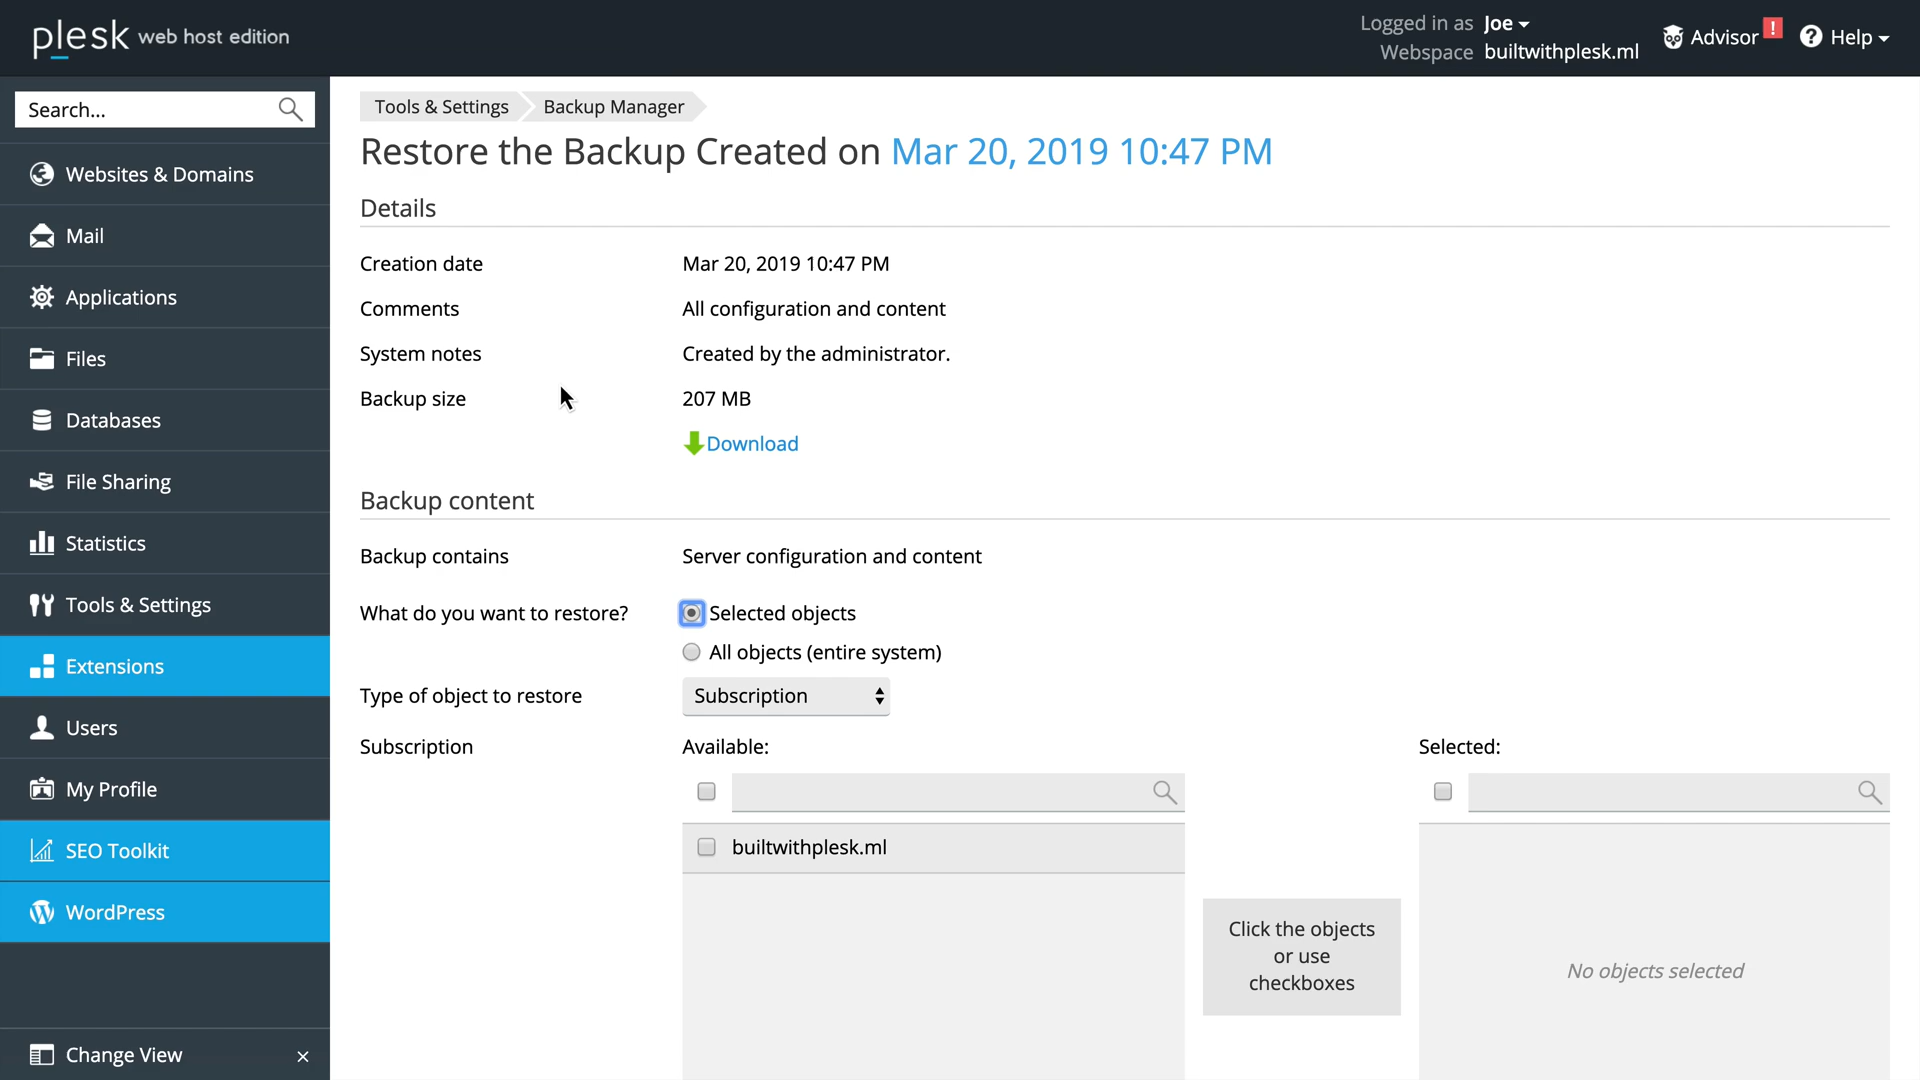 plesk web host edition
Logged in as Joe
Webspace builtwithplesk.ml
Advisor !
? Help
Search...
Websites & Domains
Mail
Applications
Files
Databases
File Sharing
Statistics
Tools & Settings
Extensions
Users
My Profile
SEO Toolkit
WordPress
Change View ×
Tools & Settings Backup Manager
Restore the Backup Created on Mar 20, 2019 10:47 PM
Details
Creation date Mar 20, 2019 10:47 PM
Comments All configuration and content
System notes Created by the administrator.
Backup size 207 MB
Download
Backup content
Backup contains Server configuration and content
What do you want to restore? Selected objects
All objects (entire system)
Type of object to restore Subscription
Subscription Available: Selected:
builtwithplesk.ml
Click the objects
or use
checkboxes
No objects selected